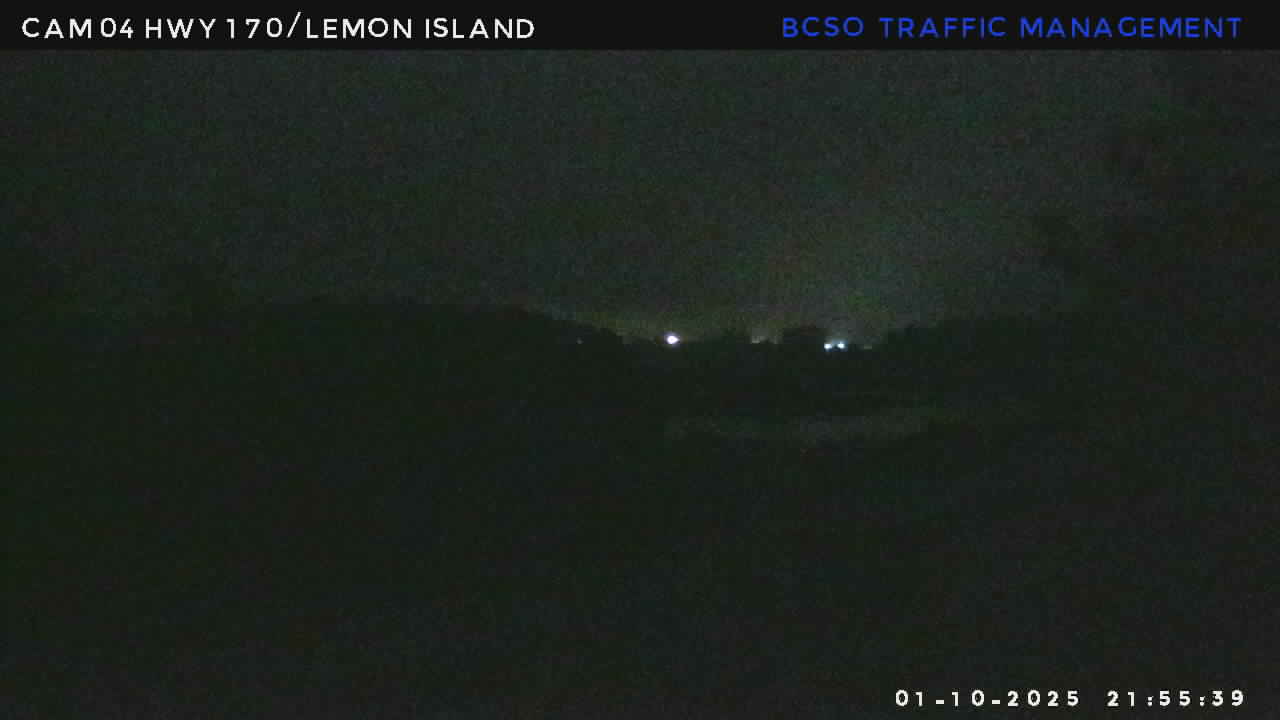 CAM04 HWY 170/LEMON ISLAND
BCSO TRAFFIC MANAGEMENT
01-10-2025 21:55:39